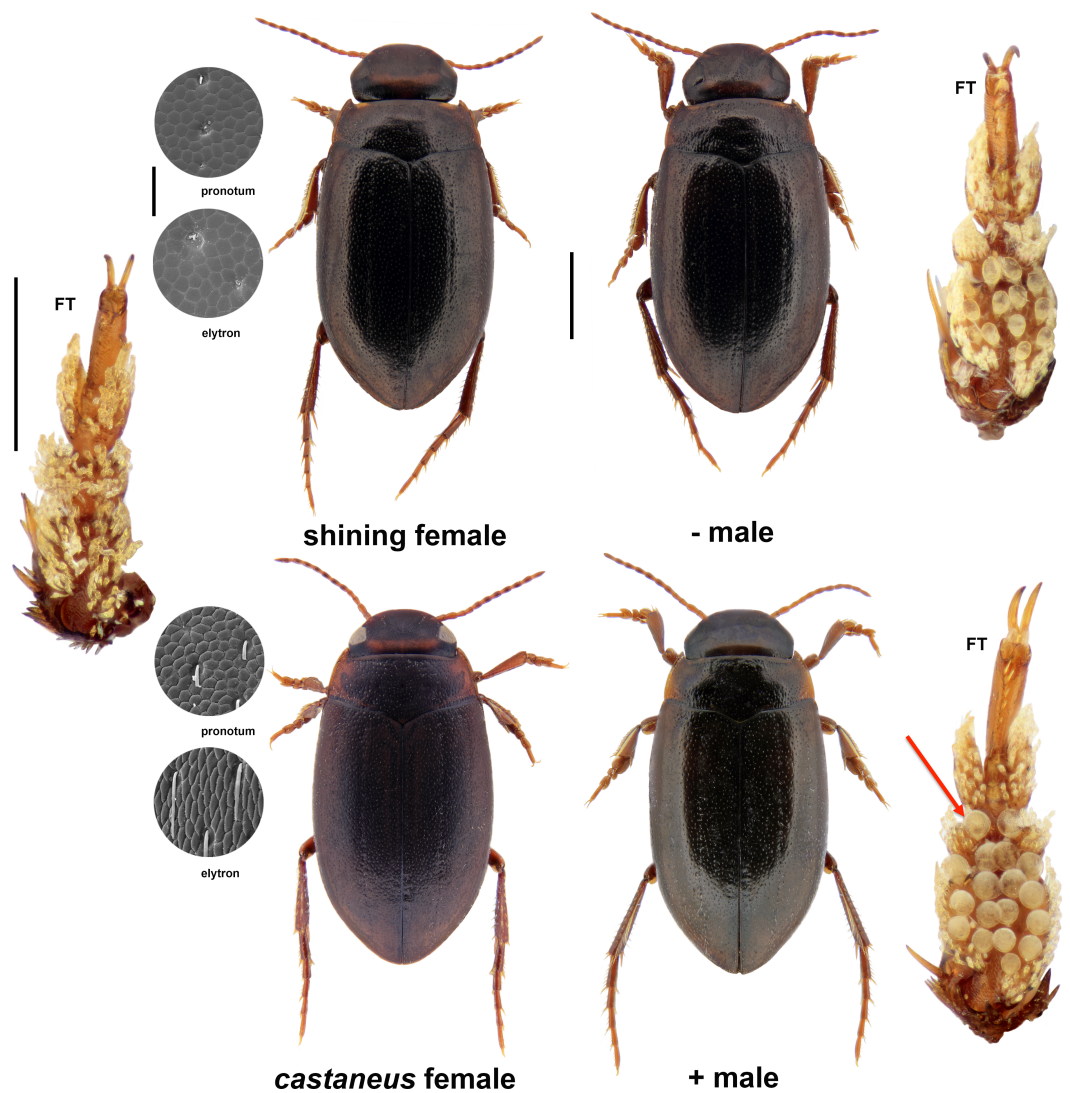 FT
pronotum
elytron
FT
shining female
- male
pronotum
elytron
FT
castaneus female
+ male